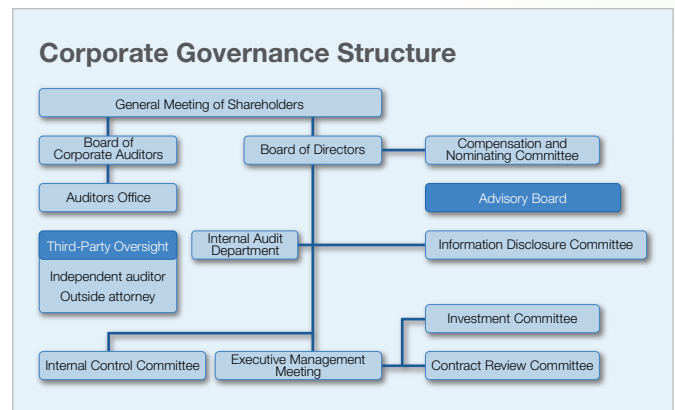 Corporate Governance Structure
General Meeting of Shareholders
Board of
Corporate Auditors
Board of Directors
Compensation and
Nominating Committee
Auditors Office
Advisory Board
Third-Party Oversight
Independent auditor
Outside attorney
Internal Audit
Department
Information Disclosure Committee
Investment Committee
Internal Control Committee
Executive Management
Meeting
Contract Review Committee